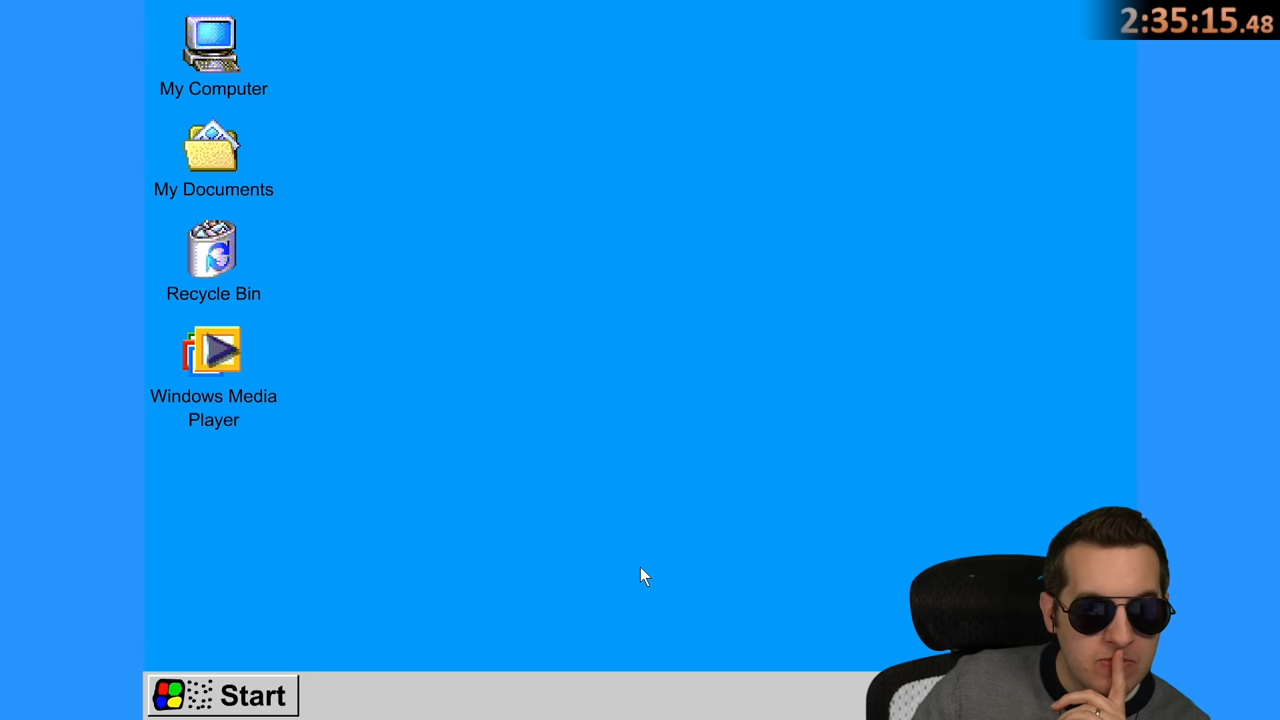 2:35:15.48
My Computer
My Documents
Recycle Bin
Windows Media
Player
Start